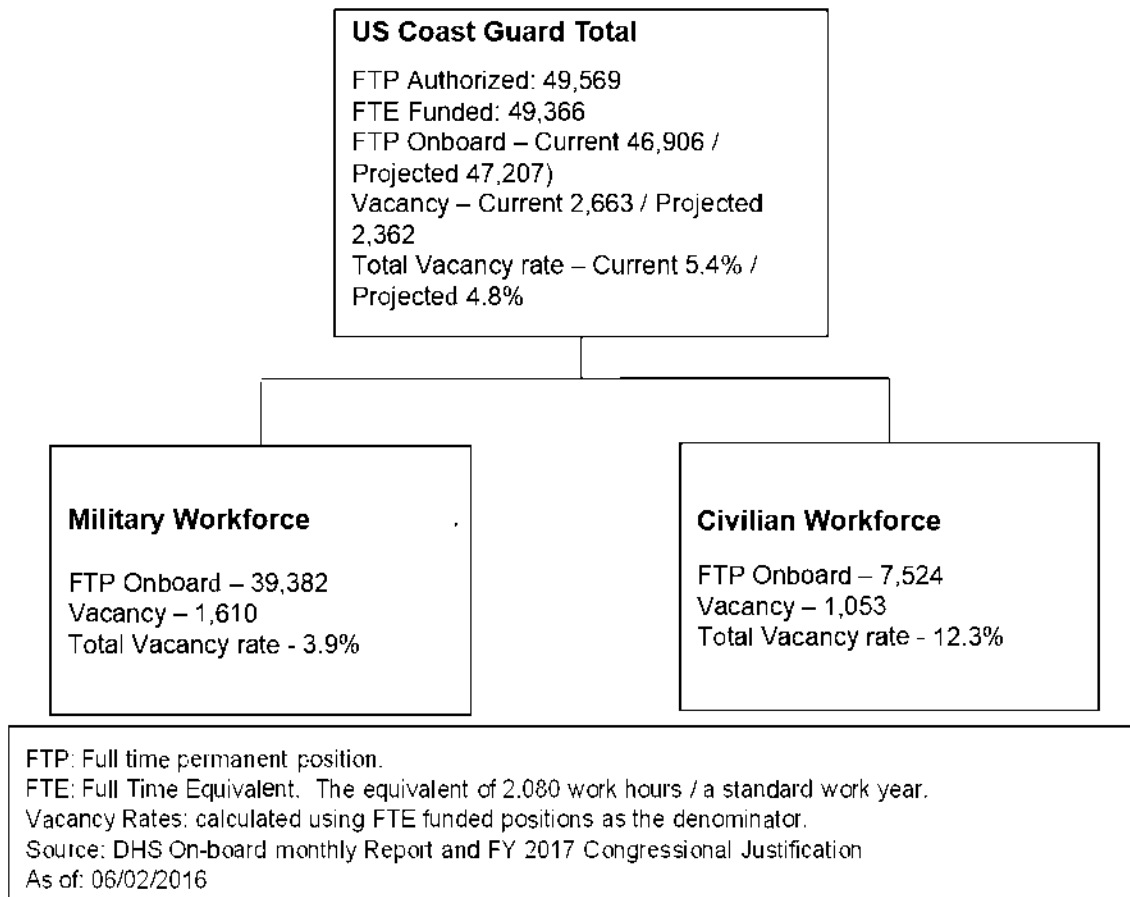 US Coast Guard Total
FTP Authorized: 49,569
FTE Funded: 49,366
FTP Onboard – Current 46,906 /
Projected 47,207)
Vacancy – Current 2,663 / Projected
2,362
Total Vacancy rate – Current 5.4% /
Projected 4.8%
Military Workforce
FTP Onboard – 39,382
Vacancy – 1,610
Total Vacancy rate - 3.9%
Civilian Workforce
FTP Onboard – 7,524
Vacancy – 1,053
Total Vacancy rate - 12.3%
FTP: Full time permanent position.
FTE: Full Time Equivalent. The equivalent of 2.080 work hours / a standard work year.
Vacancy Rates: calculated using FTE funded positions as the denominator.
Source: DHS On-board monthly Report and FY 2017 Congressional Justification
As of: 06/02/2016